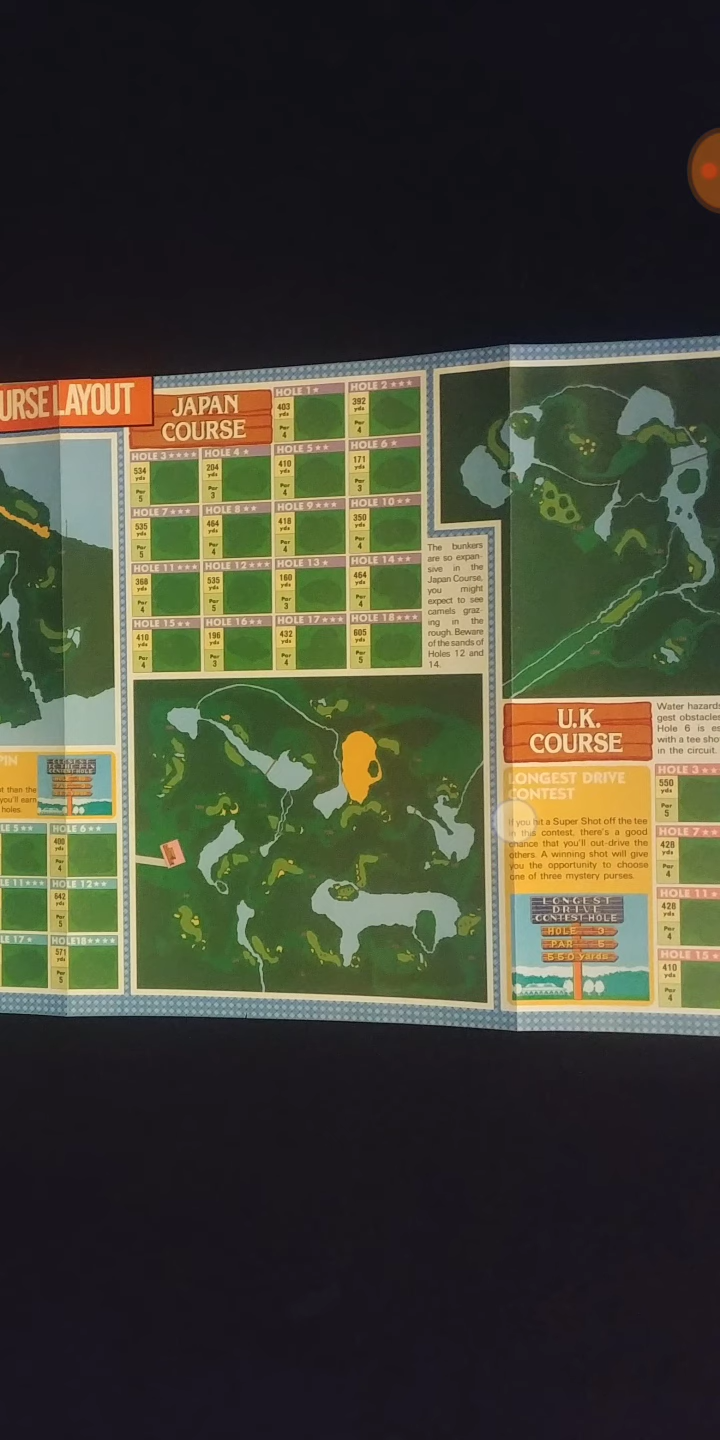 URSE LAYOUT
JAPAN
COURSE
HOLE 1★
403
yds
Par
4
HOLE 2 ★★★
392
yds
Par
4
HOLE 3★★★★
534
yds
Par
5
HOLE 4★
204
yds
Par
3
HOLE 5★★
410
yds
Par
4
HOLE 6★
171
yds
Par
3
HOLE 7★★★
535
yds
Par
5
HOLE 8★★
464
yds
Par
4
HOLE 9★★★
418
yds
Par
4
HOLE 10★★
350
yds
Par
4
HOLE 11★★★
368
yds
Par
4
HOLE 12★★★
535
yds
Par
5
HOLE 13★
160
yds
Par
3
HOLE 14★★
464
yds
Par
4
HOLE 15★★
410
yds
Par
4
HOLE 16★★
196
yds
Par
3
HOLE 17★★★
432
yds
Par
4
HOLE 18★★★
605
yds
Par
5
The bunkers
are so expan-
sive in the
Japan Course,
you might
expect to see
camels graz-
ing in the
rough. Beware
of the sands of
Holes 12 and
14.
PIN
CLOSEST
TO THE PIN
CONTEST-HOLE
t than the
you'll earn
holes.
LE 5★★
HOLE 6★
400
yds
Par
4
LE 11★★★
HOLE 12★★
642
yds
Par
5
LE 17★
HOLE18★★★★
571
yds
Par
5
U.K.
COURSE
Water hazards
gest obstacles
Hole 6 is es
with a tee sho
in the circuit.
LONGEST DRIVE
CONTEST
If you hit a Super Shot off the tee
in this contest, there's a good
chance that you'll out-drive the
others. A winning shot will give
you the opportunity to choose
one of three mystery purses.
LONGEST
DRIVE
CONTEST-HOLE
HOLE 3
PAR 5
550 yards
HOLE 3★★
550
yds
Par
5
HOLE 7★★
428
yds
Par
4
HOLE 11★
428
yds
Par
4
HOLE 15★
410
yds
Par
4